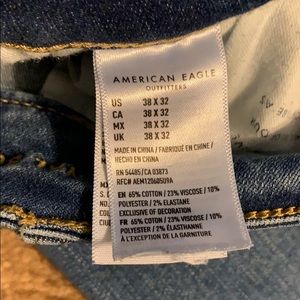 AMERICAN EAGLE
OUTFITTERS
US 38 X 32
CA 38 X 32
MX 38 X 32
UK 38 X 32
MADE IN CHINA / FABRIQUÉ EN CHINE /
HECHO EN CHINA
RN 54485/CA 03873
RFC# AEM120605U9A
EN 65% COTTON / 23% VISCOSE / 10%
POLYESTER / 2% ELASTANE
EXCLUSIVE OF DECORATION
FR 65% COTON / 23% VISCOSE / 10%
POLYESTER / 2% ÉLASTHANNE
A L'EXCEPTION DE LA GARNITURE